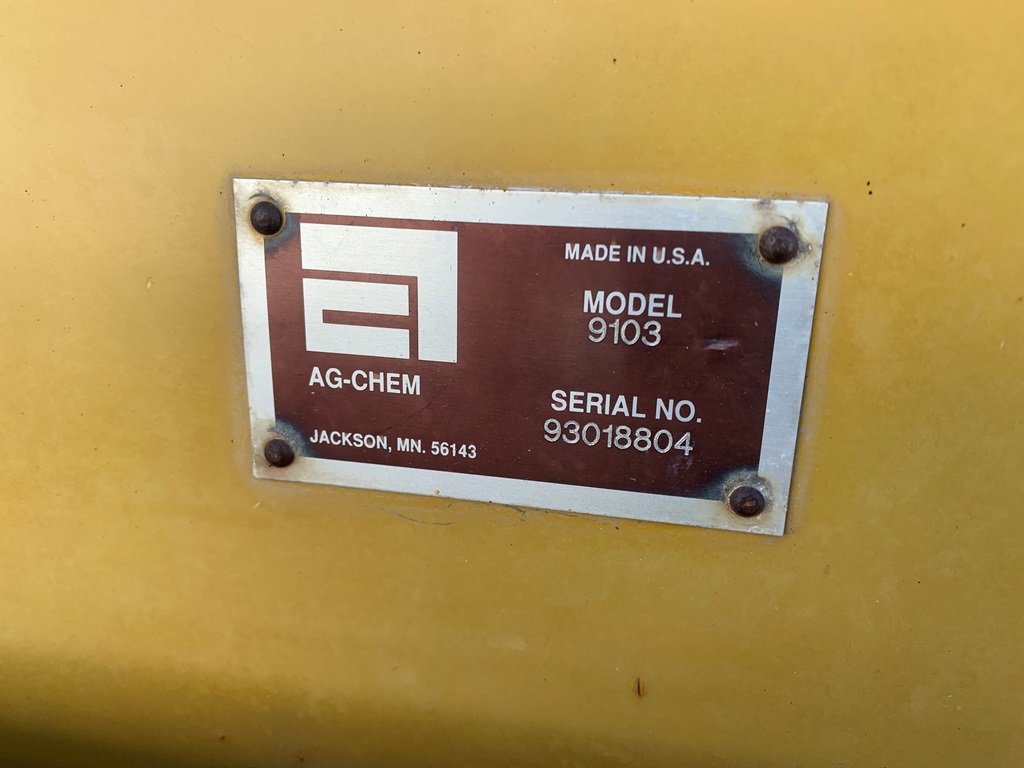 MADE IN U.S.A.
MODEL
9103
AG-CHEM
SERIAL NO.
93018804
JACKSON, MN. 56143